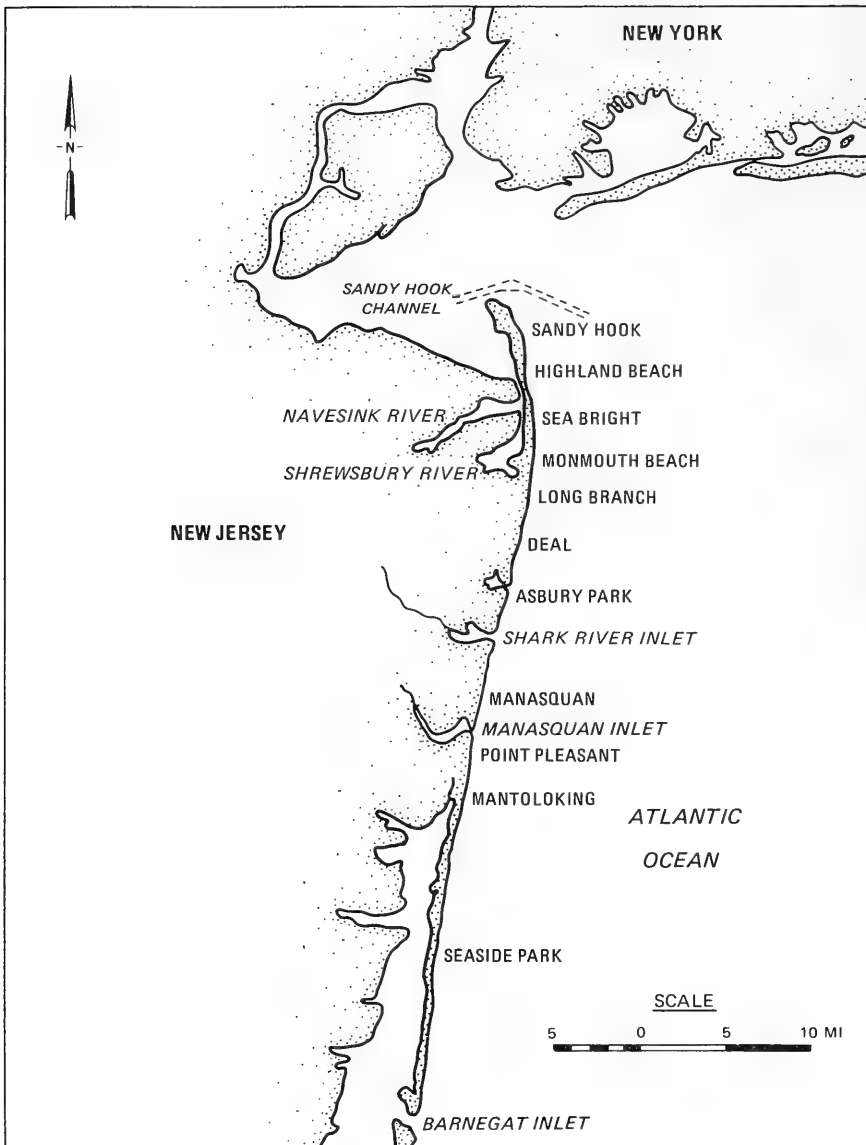 NEW YORK
-N-
SANDY HOOK
CHANNEL
SANDY HOOK
HIGHLAND BEACH
NAVESINK RIVER
SEA BRIGHT
MONMOUTH BEACH
SHREWSBURY RIVER
LONG BRANCH
NEW JERSEY
DEAL
ASBURY PARK
SHARK RIVER INLET
MANASQUAN
MANASQUAN INLET
POINT PLEASANT
MANTOLOKING
ATLANTIC
OCEAN
SEASIDE PARK
SCALE
5 0 5 10 MI
BARNEGAT INLET